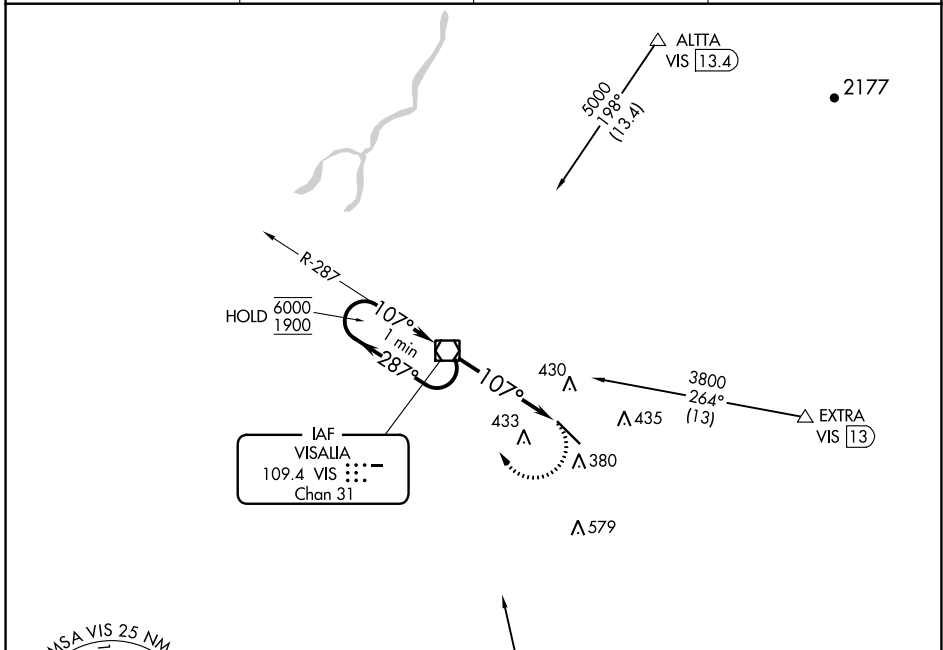 ALTTA
VIS 13.4
5000
198°
(13.4)
2177
R-287
HOLD 6000
1900
107°
1 min
287°
107°
430
3800
264°
(13)
EXTRA
VIS 13
433
435
380
IAF
VISALIA
109.4 VIS
Chan 31
579
MSA VIS 25 NM